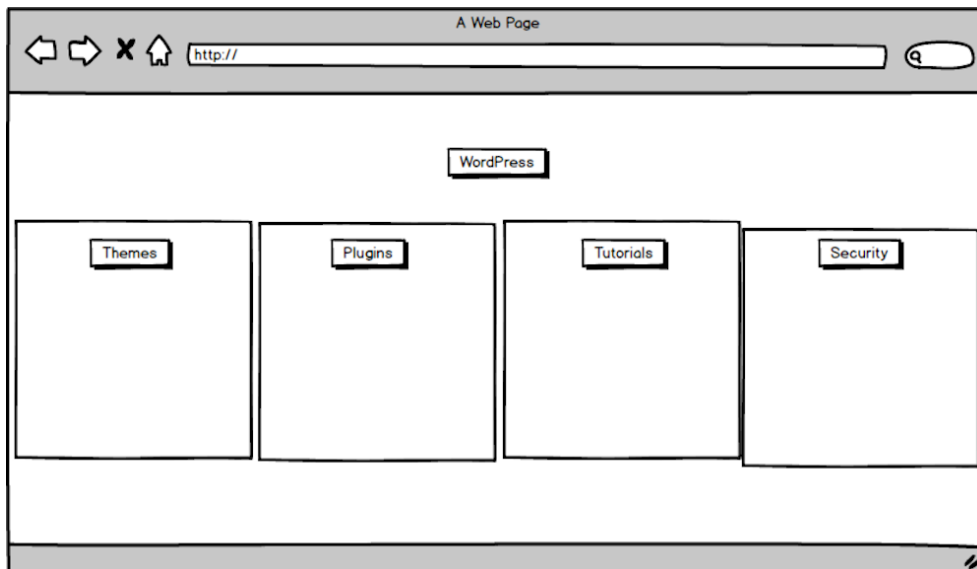 A Web Page
http://
WordPress
Themes
Plugins
Tutorials
Security